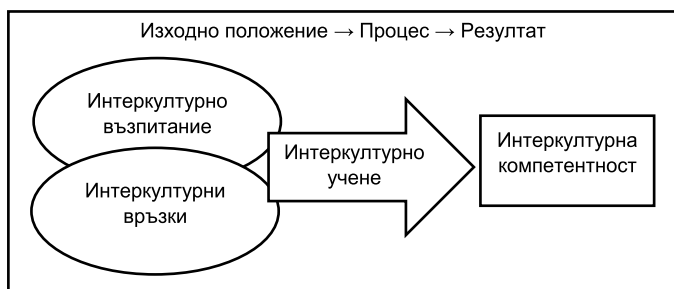 Изходно положение → Процес → Резултат
Интеркултурно
възпитание
Интеркултурни
връзки
Интеркултурно
учене
Интеркултурна
компетентност